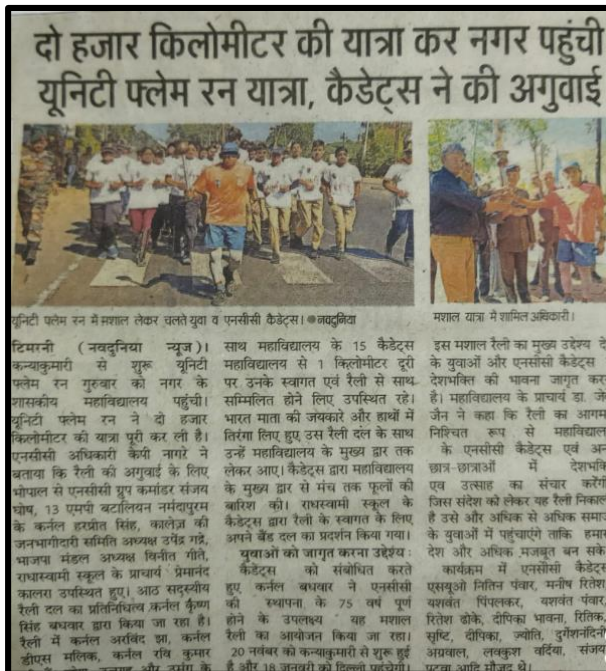 दो हजार किलोमीटर की यात्रा कर नगर पहुंची
यूनिटी फ्लेम रन यात्रा, कैडेट्स ने की अगुवाई
यूनिटी फ्लेम रन में मशाल लेकर चलते युवा व एनसीसी कैडेट्स। ●नवदुनिया
मशाल यात्रा में शामिल अधिकारी।
टिमरनी (नवदुनिया न्यूज)।
कन्याकुमारी से शुरू यूनिटी
फ्लेम रन गुरुवार को नगर के
शासकीय महाविद्यालय पहुंची।
यूनिटी फ्लेम रन ने दो हजार
किलोमीटर की यात्रा पूरी कर ली है।
एनसीसी अधिकारी केपी नागरे ने
बताया कि रैली की अगुवाई के लिए
भोपाल से एनसीसी ग्रुप कमांडर संजय
घोष, 13 एमपी बटालियन नर्मदापुरम
के कर्नल हरप्रीत सिंह, कालेज की
जनभागीदारी समिति अध्यक्ष उपेंद्र गद्रे,
भाजपा मंडल अध्यक्ष विनीत गीते,
राधास्वामी स्कूल के प्राचार्य प्रेमानंद
कालरा उपस्थित हुए। आठ सदस्यीय
रैली दल का प्रतिनिधित्व कर्नल कृष्ण
सिंह बधवार द्वारा किया जा रहा है।
रैली में कर्नल अरविंद झा, कर्नल
डीएस मलिक, कर्नल रवि कुमार
साथ महाविद्यालय के 15 कैडेट्स
महाविद्यालय से 1 किलोमीटर दूरी
पर उनके स्वागत एवं रैली से साथ
सम्मिलित होने लिए उपस्थित रहे।
भारत माता की जयकारे और हाथों में
तिरंगा लिए हुए उस रैली दल के साथ
उन्हें महाविद्यालय के मुख्य द्वार तक
लेकर आए। कैडेट्स द्वारा महाविद्यालय
के मुख्य द्वार से मंच तक फूलों की
बारिश की। राधस्वामी स्कूल के
कैडेट्स द्वारा रैली के स्वागत के लिए
अपने बैंड दल का प्रदर्शन किया गया।
युवाओं को जागृत करना उद्देश्य :
कैडेट्स को संबोधित करते
हुए कर्नल बधवार ने एनसीसी
की स्थापना के 75 वर्ष पूर्ण
होने के उपलक्ष्य यह मशाल
रैली का आयोजन किया जा रहा।
20 नवंबर को कन्याकुमारी से शुरू हुई
है और 18 जनवरी को दिल्ली पहुंचेगी।
इस मशाल रैली का मुख्य उद्देश्य दे
के युवाओं और एनसीसी कैडेट्स
देशभक्ति की भावना जागृत कर
है। महाविद्यालय के प्राचार्य डा. जे
जैन ने कहा कि रैली का आगम
निश्चित रूप से महाविद्याल
के एनसीसी कैडेट्स एवं अन
छात्र-छात्राओं में देशभक्ि
एव उत्साह का संचार करेंगी
जिस संदेश को लेकर यह रैली निकाल
है उसे और अधिक से अधिक समा
के युवाओं में पहुंचाएंगे ताकि हमा
देश और अधिक मजबूत बन सके
कार्यक्रम में एनसीसी कैडेट्
एसयूओ नितिन पंवार, मनीष रितेश
यशवंत पिंपलकर, यशवंत पंवार,
रितेश ढोके, दीपिका भावना, रितिक,
सृष्टि, दीपिका, ज्योति, दुर्गेशनंदिनी
अग्रवाल, लवकुश वर्दिया, संजय
पटवा आदि मौजूद थे।